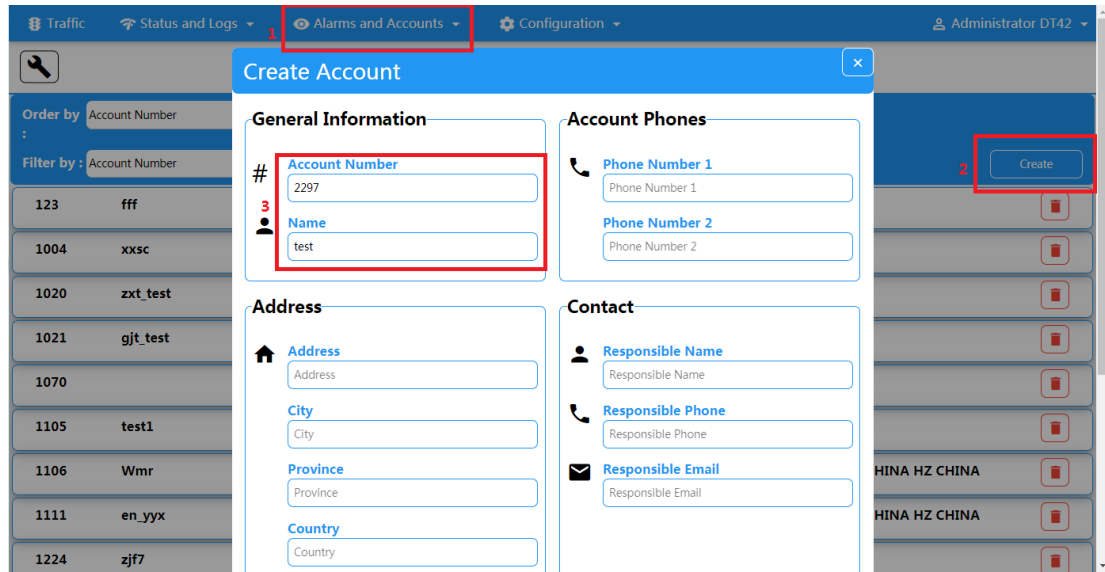 Traffic Status and Logs 1 Alarms and Accounts Configuration Administrator DT42
Create Account ×
Order by : Account Number
Filter by : Account Number
2 Create
General Information
# Account Number
2297
3
Name
test
Account Phones
Phone Number 1
Phone Number 1
Phone Number 2
Phone Number 2
Address
Address
Address
City
City
Province
Province
Country
Country
Contact
Responsible Name
Responsible Name
Responsible Phone
Responsible Phone
Responsible Email
Responsible Email
123 fff
1004 xxsc
1020 zxt_test
1021 gjt_test
1070
1105 test1
1106 Wmr HINA HZ CHINA
1111 en_yyx HINA HZ CHINA
1224 zjf7